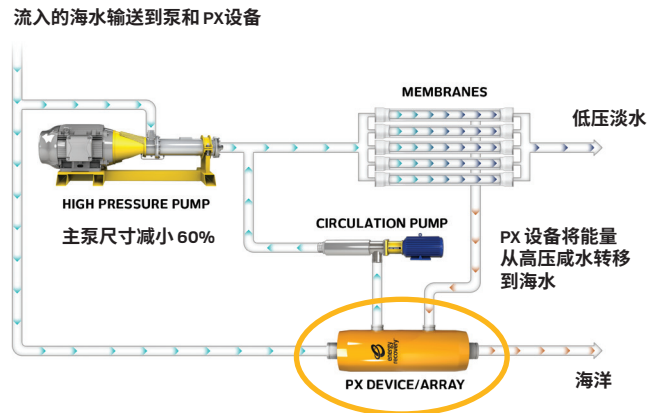 流入的海水输送到泵和 PX设备
MEMBRANES
低压淡水
HIGH PRESSURE PUMP
主泵尺寸减小 60%
CIRCULATION PUMP
PX 设备将能量
从高压咸水转移
到海水
energy
recovery
PX DEVICE/ARRAY
海洋